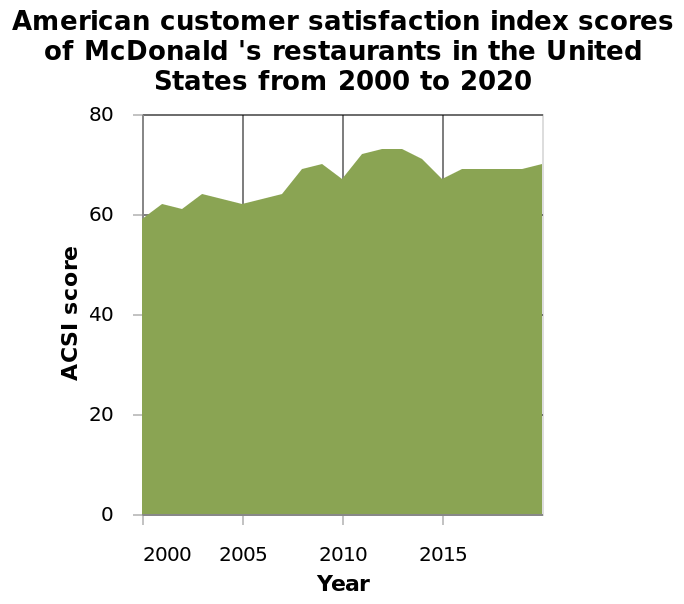 American customer satisfaction index scores
of McDonald 's restaurants in the United
States from 2000 to 2020
80
60
40
20
0
ACSI score
2000 2005 2010 2015
Year